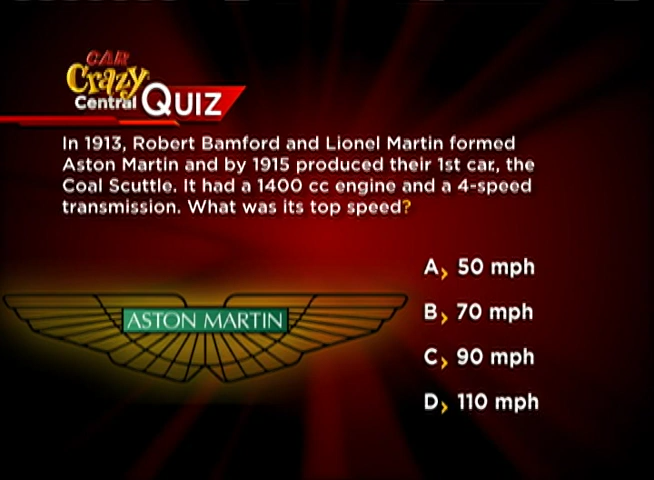 CAR
Crazy
Central QUIZ
In 1913, Robert Bamford and Lionel Martin formed
Aston Martin and by 1915 produced their 1st car, the
Coal Scuttle. It had a 1400 cc engine and a 4-speed
transmission. What was its top speed?
A> 50 mph
B> 70 mph
C> 90 mph
D> 110 mph
ASTON MARTIN